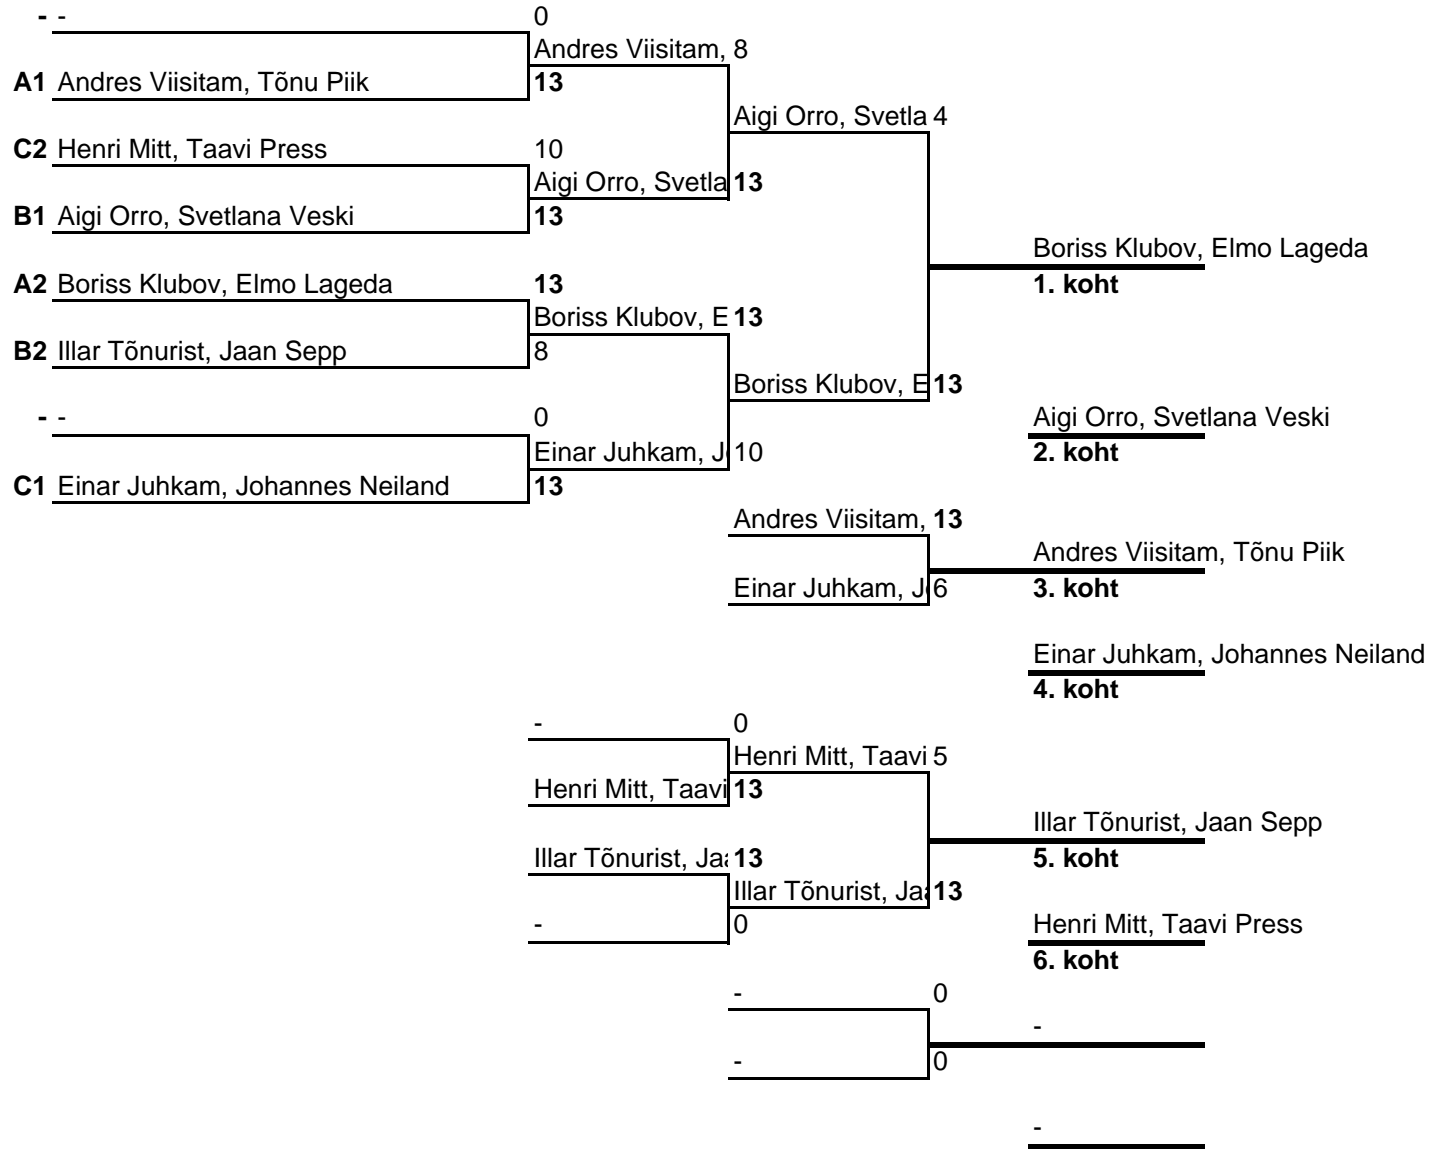 - - 0
Andres Viisitam, 8
A1 Andres Viisitam, Tõnu Piik 13
Aigi Orro, Svetla 4
C2 Henri Mitt, Taavi Press 10
Aigi Orro, Svetla 13
B1 Aigi Orro, Svetlana Veski 13
Boriss Klubov, Elmo Lageda
A2 Boriss Klubov, Elmo Lageda 13 1. koht
Boriss Klubov, E 13
B2 Illar Tõnurist, Jaan Sepp 8
Boriss Klubov, E 13
- - 0 Aigi Orro, Svetlana Veski
Einar Juhkam, J 10 2. koht
C1 Einar Juhkam, Johannes Neiland 13
Andres Viisitam, 13
Andres Viisitam, Tõnu Piik
Einar Juhkam, J 6 3. koht
Einar Juhkam, Johannes Neiland
4. koht
- 0
Henri Mitt, Taavi 5
Henri Mitt, Taavi 13
Illar Tõnurist, Jaan Sepp
Illar Tõnurist, Jaa 13 5. koht
Illar Tõnurist, Jaa 13
- 0 Henri Mitt, Taavi Press
6. koht
- 0
-
- 0
-